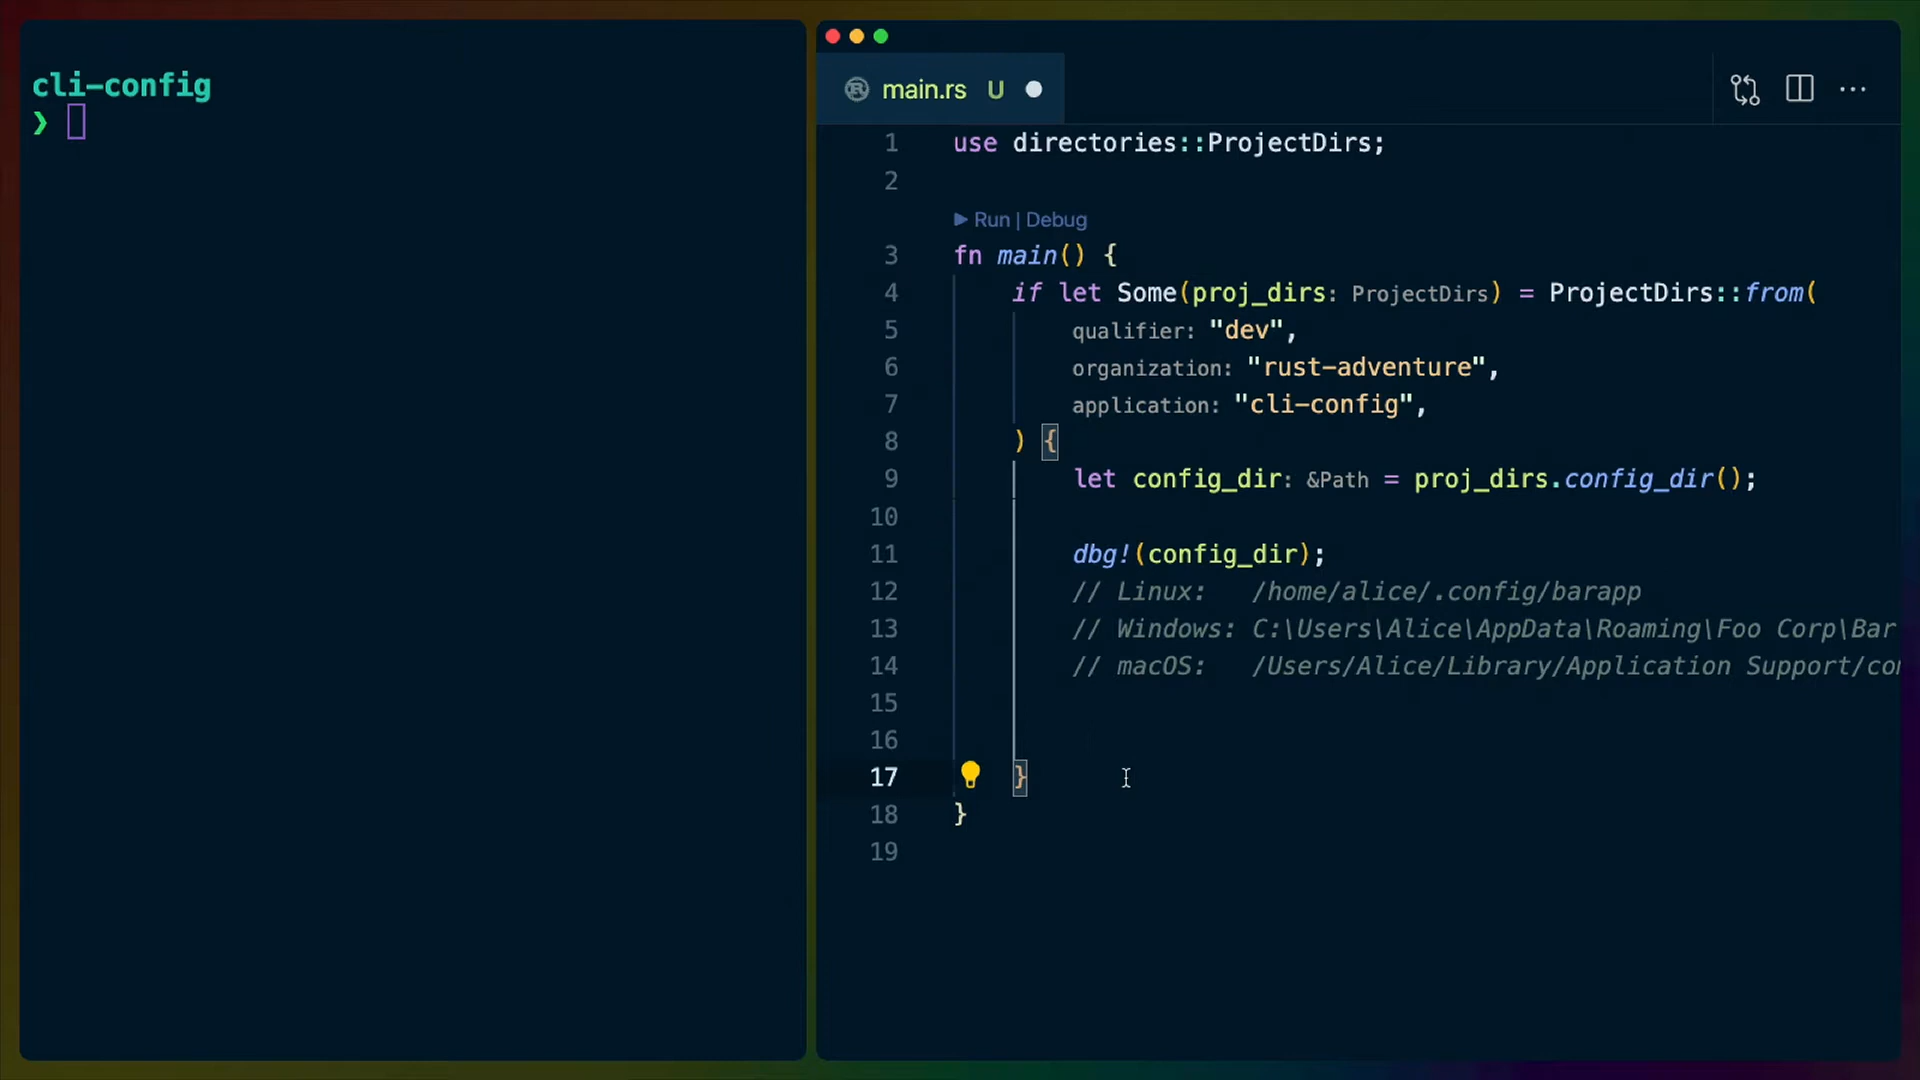 cli-config
❯
main.rs U
1 use directories::ProjectDirs;
2
Run | Debug
3 fn main() {
4 if let Some(proj_dirs: ProjectDirs) = ProjectDirs::from(
5 qualifier: "dev",
6 organization: "rust-adventure",
7 application: "cli-config",
8 ) {
9 let config_dir: &Path = proj_dirs.config_dir();
10
11 dbg!(config_dir);
12 // Linux:   /home/alice/.config/barapp
13 // Windows: C:\Users\Alice\AppData\Roaming\Foo Corp\Bar
14 // macOS:   /Users/Alice/Library/Application Support/co
15
16
17 }
18 }
19